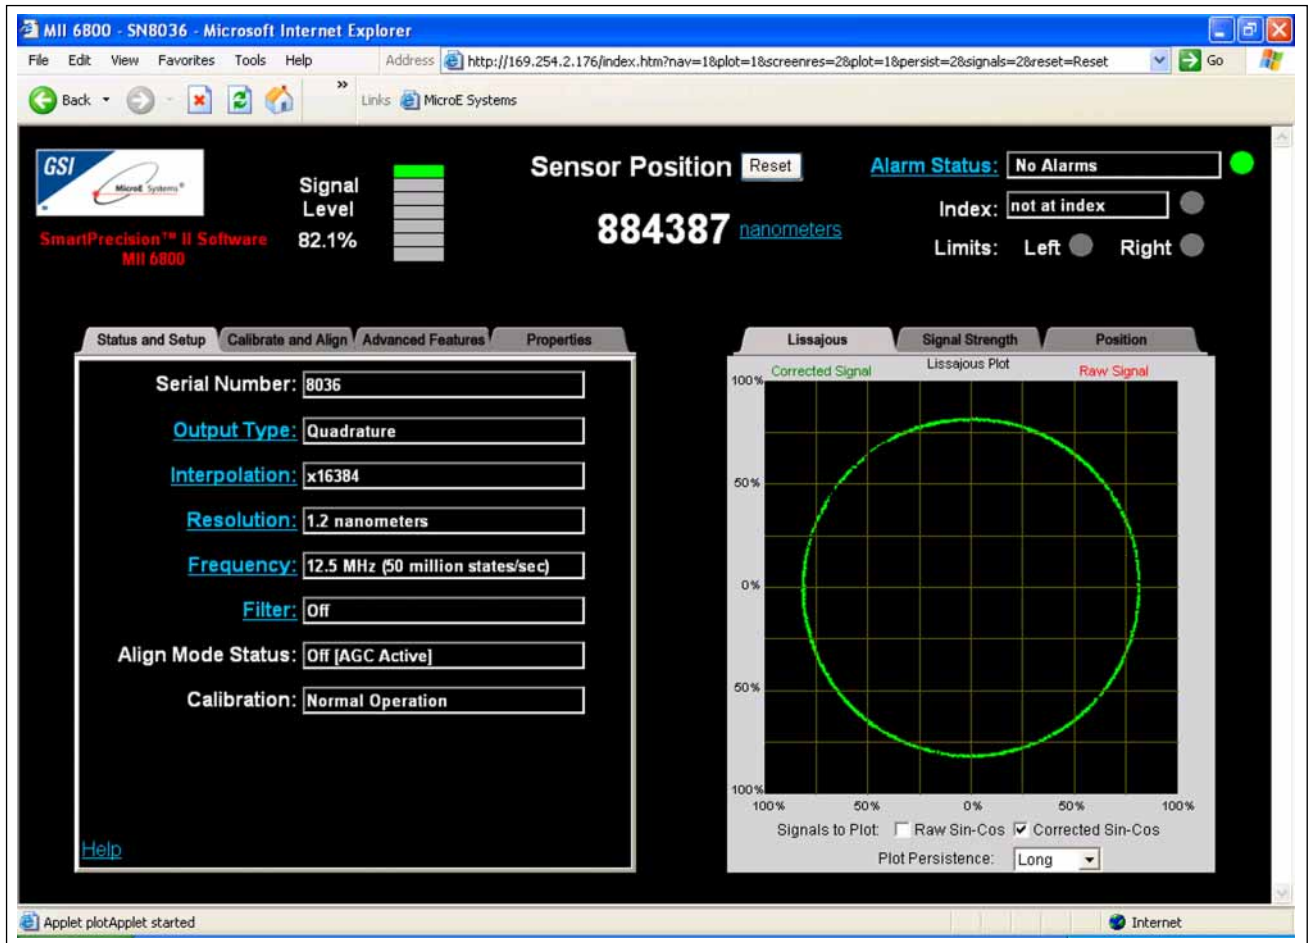 MII 6800 - SN8036 - Microsoft Internet Explorer
File Edit View Favorites Tools Help Address http://169.254.2.176/index.htm?nav=1&plot=1&screenres=2&plot=1&persist=2&signals=2&reset=Reset Go
Back Links MicroE Systems
GSI
MicroE Systems®
SmartPrecision™ II Software
MII 6800
Signal
Level
82.1%
Sensor Position Reset
884387 nanometers
Alarm Status: No Alarms
Index: not at index
Limits: Left Right
Status and Setup Calibrate and Align Advanced Features Properties
Serial Number: 8036
Output Type: Quadrature
Interpolation: x16384
Resolution: 1.2 nanometers
Frequency: 12.5 MHz (50 million states/sec)
Filter: Off
Align Mode Status: Off [AGC Active]
Calibration: Normal Operation
Help
Lissajous Signal Strength Position
Corrected Signal Lissajous Plot Raw Signal
100%
50%
0%
50%
100%
100% 50% 0% 50% 100%
Signals to Plot: Raw Sin-Cos Corrected Sin-Cos
Plot Persistence: Long
Applet plotApplet started Internet